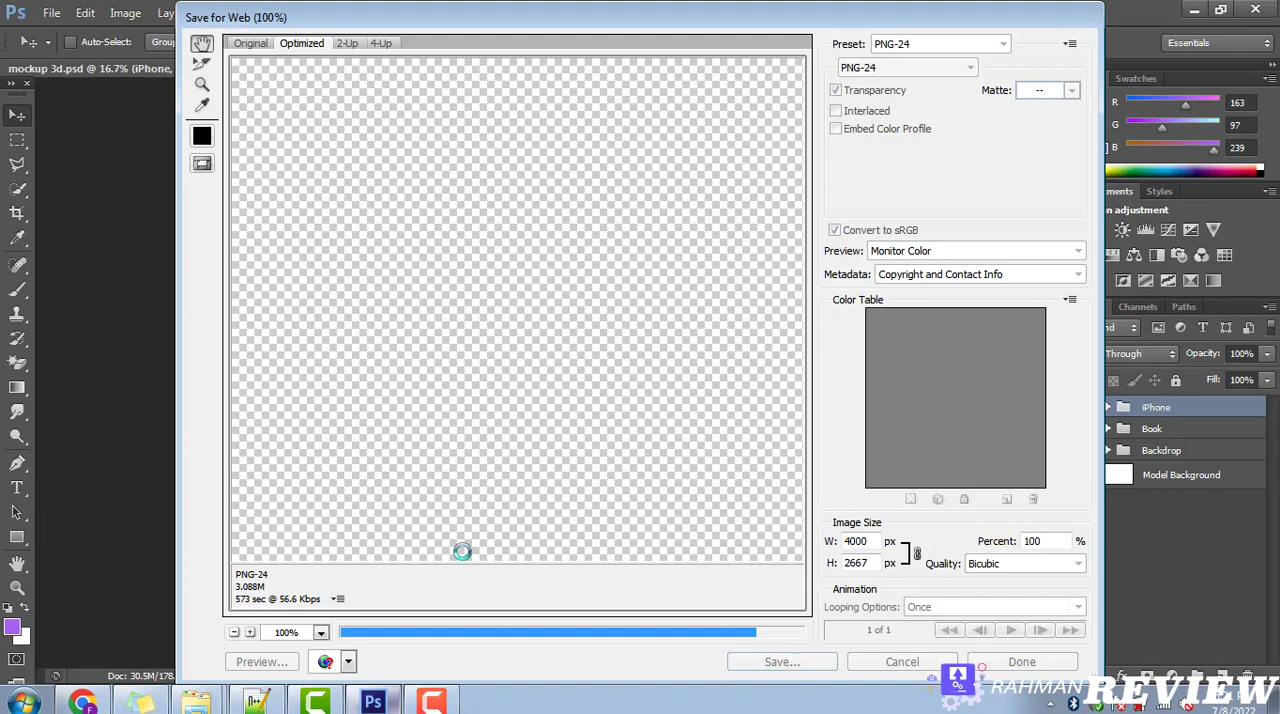 Ps File Edit Image Lay
Save for Web (100%)
Auto-Select: Group
Essentials
mockup 3d.psd @ 16.7% (iPhone,
Original Optimized 2-Up 4-Up
Preset: PNG-24
PNG-24
Transparency Matte: --
Interlaced
Embed Color Profile
Convert to sRGB
Preview: Monitor Color
Metadata: Copyright and Contact Info
Color Table
Image Size
W: 4000 px Percent: 100 %
H: 2667 px Quality: Bicubic
Animation
Looping Options: Once
1 of 1
PNG-24
3.088M
573 sec @ 56.6 Kbps
100%
Preview... Save... Cancel Done
Swatches
R 163
G 97
B 239
Styles
an adjustment
Channels Paths
Through Opacity: 100%
Fill: 100%
iPhone
Book
Backdrop
Model Background
Doc: 30.5M/178.
T
n++
C
Ps
C
RAHMAN REVIEW
7/8/2022